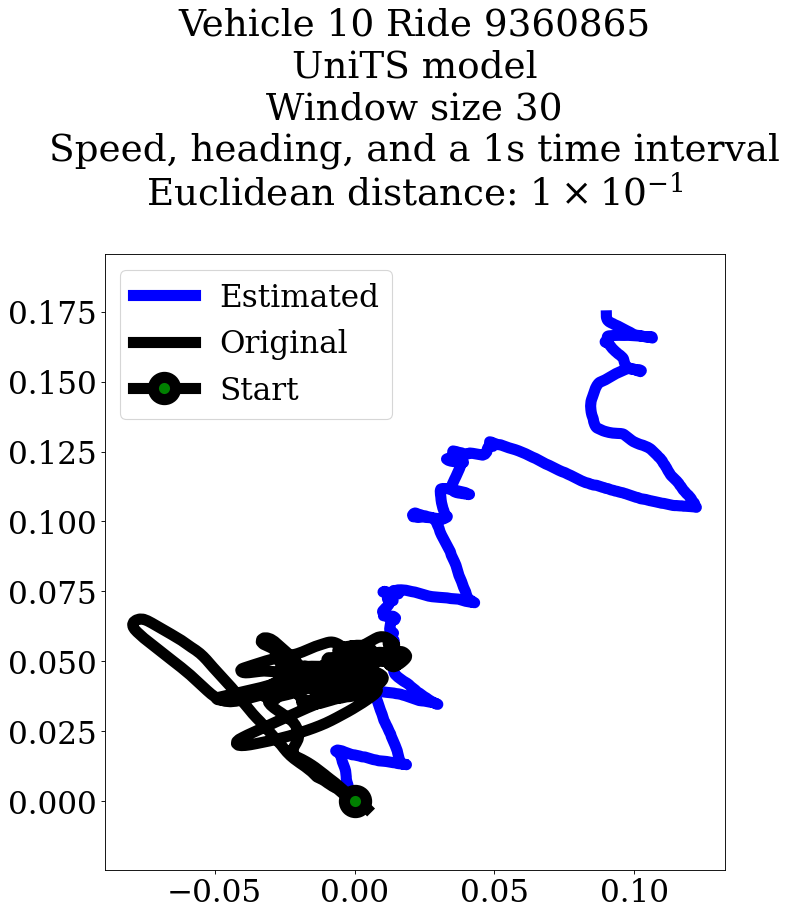 Vehicle 10 Ride 9360865
UniTS model
Window size 30
Speed, heading, and a 1s time interval
Euclidean distance: $1 \times 10^{-1}$
Estimated
Original
Start
0.175
0.150
0.125
0.100
0.075
0.050
0.025
0.000
−0.05 0.00 0.05 0.10